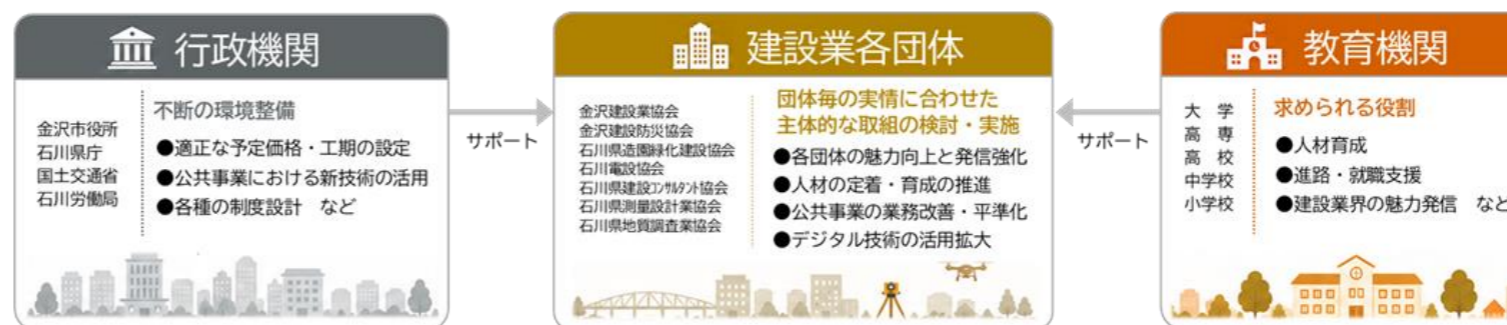 行政機関
金沢市役所
石川県庁
国土交通省
石川労働局
不断の環境整備
●適正な予定価格・工期の設定
●公共事業における新技術の活用
●各種の制度設計 など
サポート
建設業各団体
金沢建設業協会
金沢建設防災協会
石川県造園緑化建設協会
石川電設協会
石川県建設コンサルタント協会
石川県測量設計業協会
石川県地質調査業協会
団体毎の実情に合わせた
主体的な取組の検討・実施
●各団体の魅力向上と発信強化
●人材の定着・育成の推進
●公共事業の業務改善・平準化
●デジタル技術の活用拡大
サポート
教育機関
大 学
高 専
高 校
中学校
小学校
求められる役割
●人材育成
●進路・就職支援
●建設業界の魅力発信 など